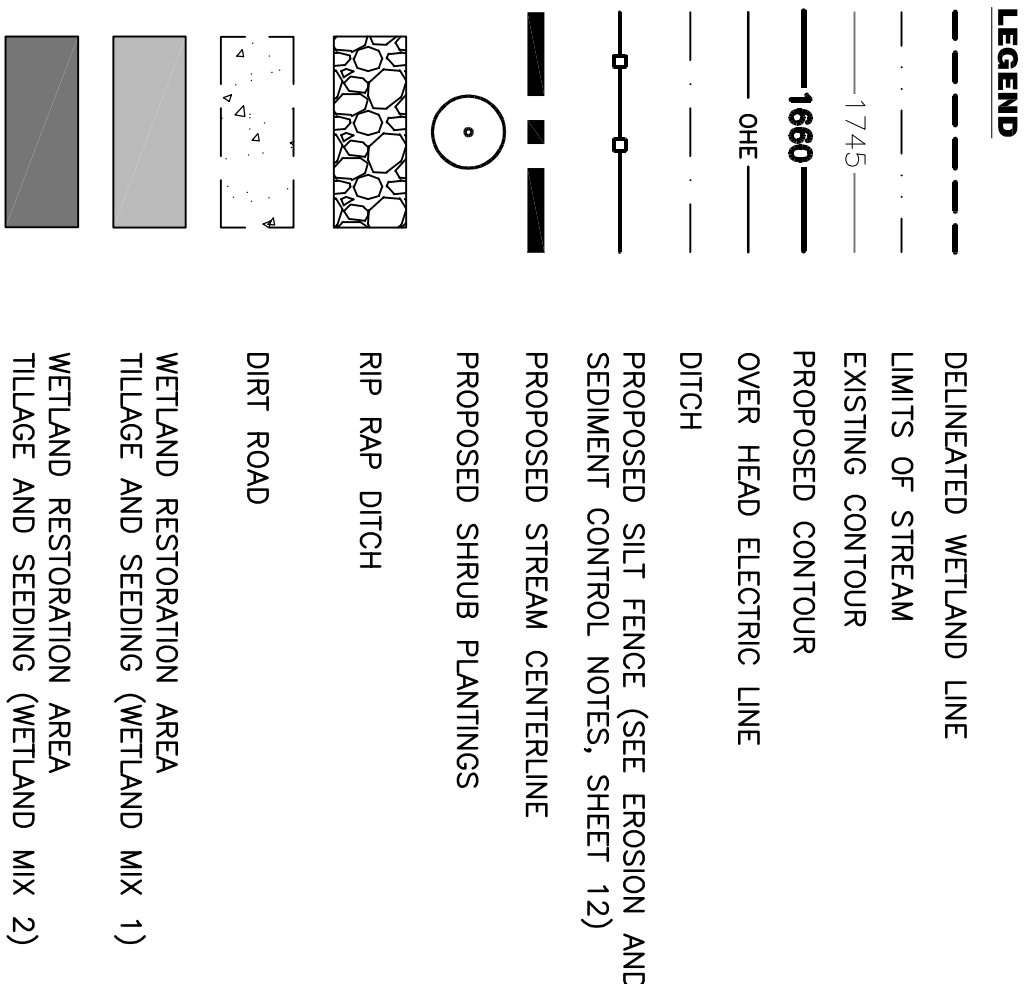 LEGEND
DELINEATED WETLAND LINE
LIMITS OF STREAM
1745
EXISTING CONTOUR
1660
PROPOSED CONTOUR
OHE
OVER HEAD ELECTRIC LINE
DITCH
PROPOSED SILT FENCE (SEE EROSION AND
SEDIMENT CONTROL NOTES, SHEET 12)
PROPOSED STREAM CENTERLINE
PROPOSED SHRUB PLANTINGS
RIP RAP DITCH
DIRT ROAD
WETLAND RESTORATION AREA
TILLAGE AND SEEDING (WETLAND MIX 1)
WETLAND RESTORATION AREA
TILLAGE AND SEEDING (WETLAND MIX 2)